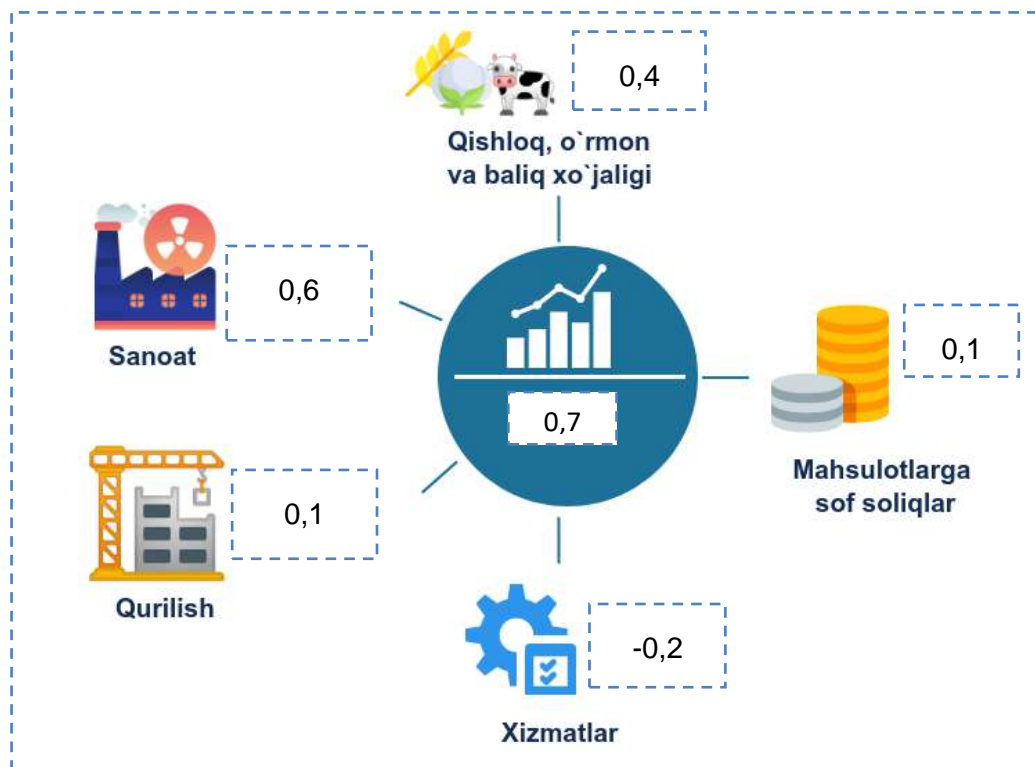 0,4
Qishloq, o`rmon
va baliq xo`jaligi
0,6
Sanoat
0,1
Mahsulotlarga
sof soliqlar
0,7
0,1
Qurilish
-0,2
Xizmatlar